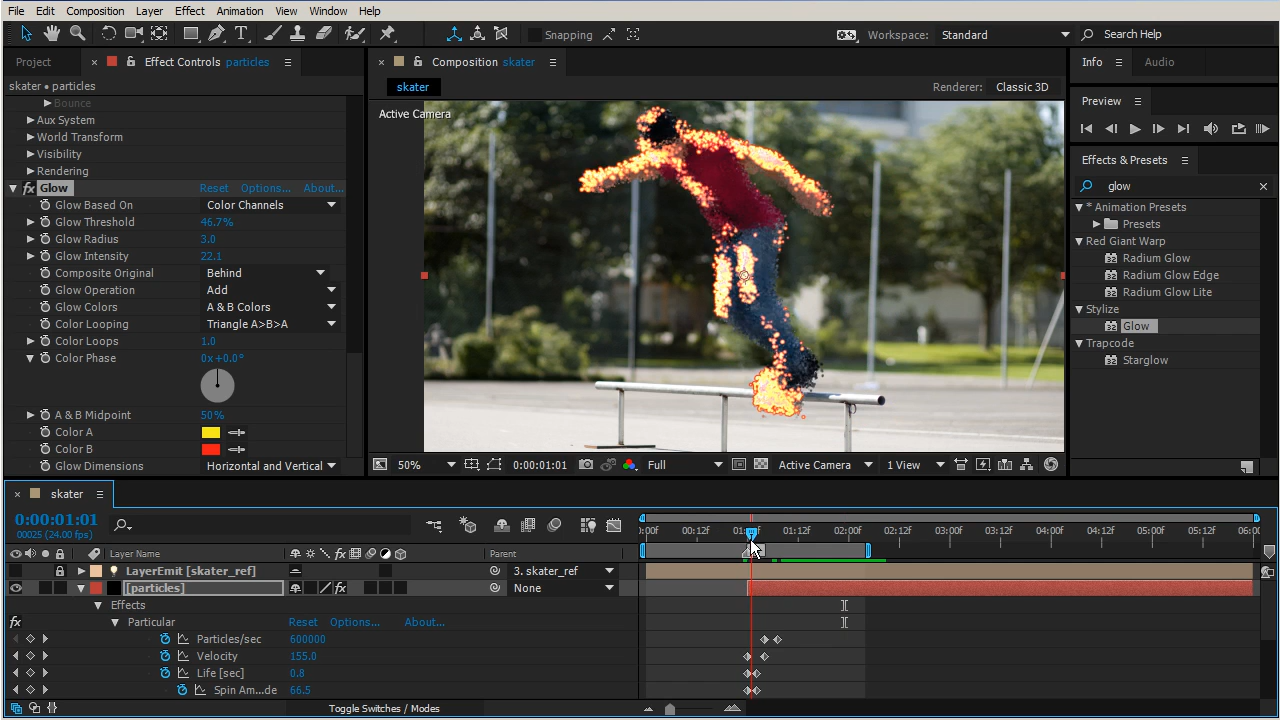 File Edit Composition Layer Effect Animation View Window Help
Snapping Workspace: Standard Search Help
Project × Effect Controls particles
skater • particles
Bounce
Aux System
World Transform
Visibility
Rendering
fx Glow Reset Options... About...
Glow Based On Color Channels
Glow Threshold 46.7%
Glow Radius 3.0
Glow Intensity 22.1
Composite Original Behind
Glow Operation Add
Glow Colors A & B Colors
Color Looping Triangle A>B>A
Color Loops 1.0
Color Phase 0x+0.0°
A & B Midpoint 50%
Color A
Color B
Glow Dimensions Horizontal and Vertical
× Composition skater
skater Renderer: Classic 3D
Active Camera
50% 0:00:01:01 Full Active Camera 1 View
Info Audio
Preview
Effects & Presets
glow ×
* Animation Presets
Presets
Red Giant Warp
Radium Glow
Radium Glow Edge
Radium Glow Lite
Stylize
Glow
Trapcode
Starglow
× skater
0:00:01:01
00025 (24.00 fps)
:00f 00:12f 01:12f 02:00f 02:12f 03:00f 03:12f 04:00f 04:12f 05:00f 05:12f 06:0
Layer Name fx Parent
LayerEmit [skater_ref] 3. skater_ref
[particles] fx None
Effects
fx Particular Reset Options... About...
Particles/sec 600000
Velocity 155.0
Life [sec] 0.8
Spin Am...de 66.5
Toggle Switches / Modes